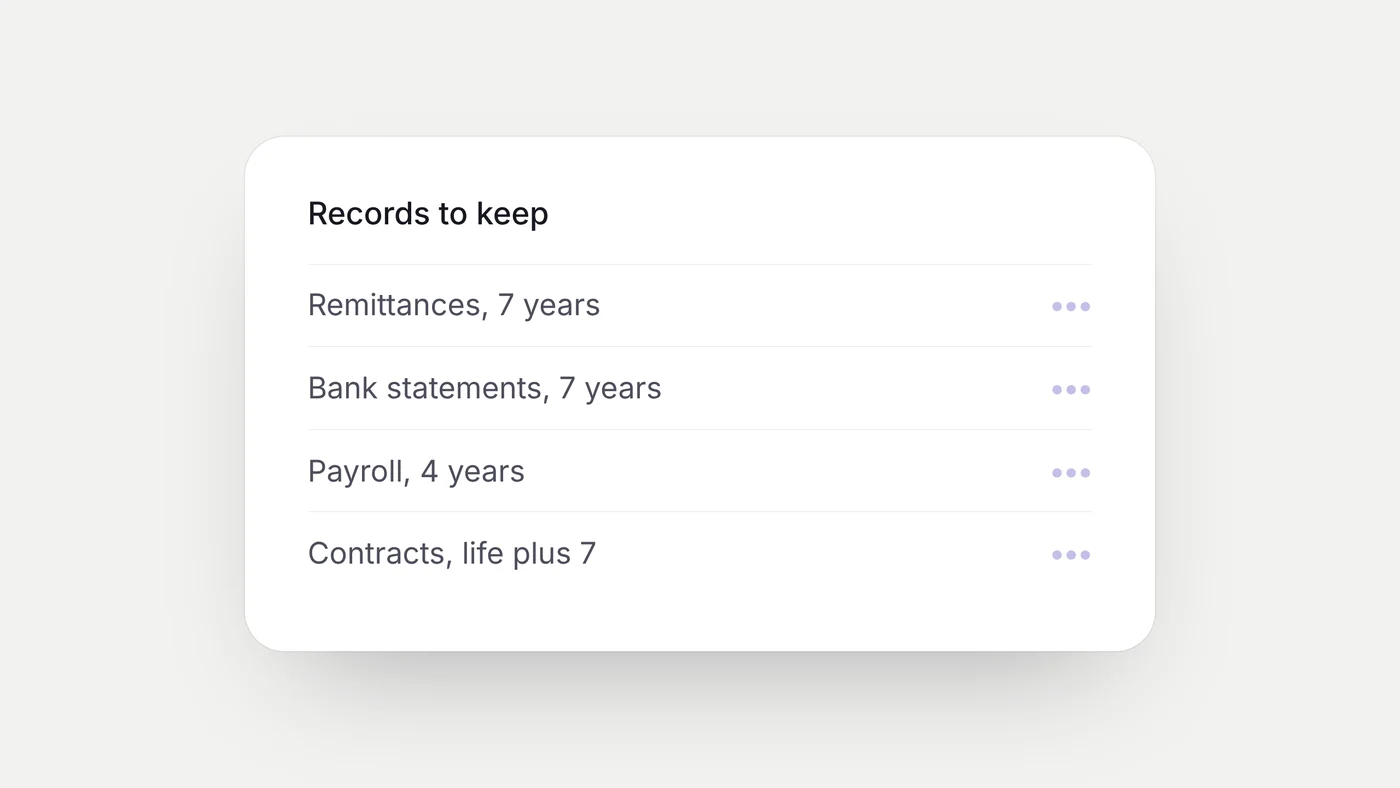 Records to keep
Remittances, 7 years
Bank statements, 7 years
Payroll, 4 years
Contracts, life plus 7